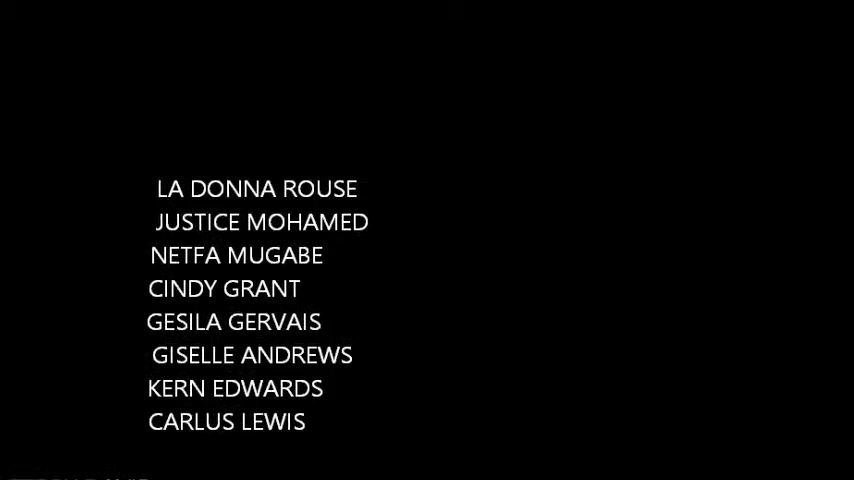 LA DONNA ROUSE
JUSTICE MOHAMED
NETFA MUGABE
CINDY GRANT
GESILA GERVAIS
GISELLE ANDREWS
KERN EDWARDS
CARLUS LEWIS